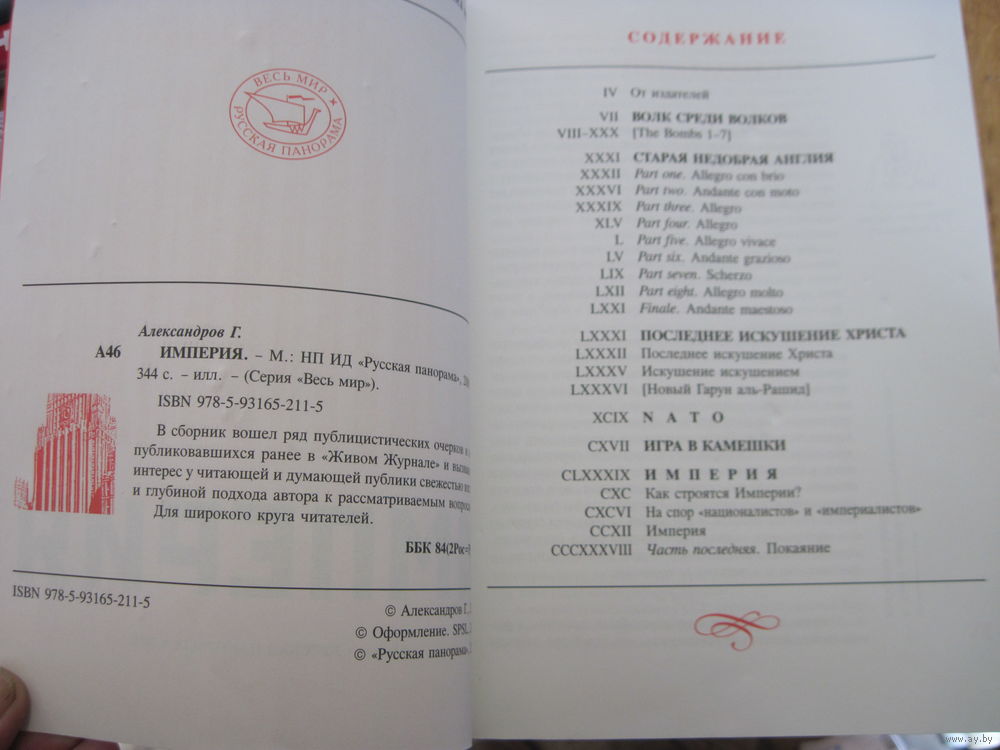 ВЕСЬ МИР
РУССКАЯ ПАНОРАМА
Александров Г.
А46 ИМПЕРИЯ. – М.: НП ИД «Русская панорама»,
344 с. – илл. – (Серия «Весь мир»).
ISBN 978-5-93165-211-5
В сборник вошел ряд публицистических очерков
публиковавшихся ранее в «Живом Журнале» и
интерес у читающей и думающей публики свежестью
и глубиной подхода автора к рассматриваемым
Для широкого круга читателей.
ББК 84(2Рос=
ISBN 978-5-93165-211-5
© Александров Г.
© Оформление. SPSL,
© «Русская панорама»,
СОДЕРЖАНИЕ
IV От издателей
VII ВОЛК СРЕДИ ВОЛКОВ
VIII–XXX [The Bombs 1–7]
XXXI СТАРАЯ НЕДОБРАЯ АНГЛИЯ
XXXII Part one. Allegro con brio
XXXVI Part two. Andante con moto
XXXIX Part three. Allegro
XLV Part four. Allegro
L Part five. Allegro vivace
LV Part six. Andante grazioso
LIX Part seven. Scherzo
LXII Part eight. Allegro molto
LXXI Finale. Andante maestoso
LXXXI ПОСЛЕДНЕЕ ИСКУШЕНИЕ ХРИСТА
LXXXII Последнее искушение Христа
LXXXV Искушение искушением
LXXXVI [Новый Гарун аль-Рашид]
XCIX N A T O
CXVII ИГРА В КАМЕШКИ
CLXXXIX И М П Е Р И Я
CXC Как строятся Империи?
CXCVI На спор «националистов» и «империалистов»
CCXII Империя
CCCXXXVIII Часть последняя. Покаяние
www.ay.by